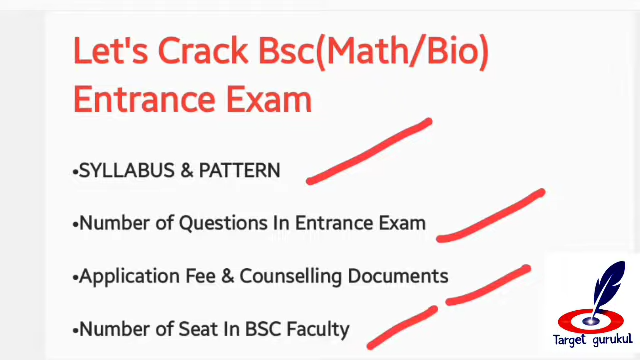 Let's Crack Bsc(Math/Bio)
Entrance Exam
•SYLLABUS & PATTERN
•Number of Questions In Entrance Exam
•Application Fee & Counselling Documents
•Number of Seat In BSC Faculty
Target gurukul